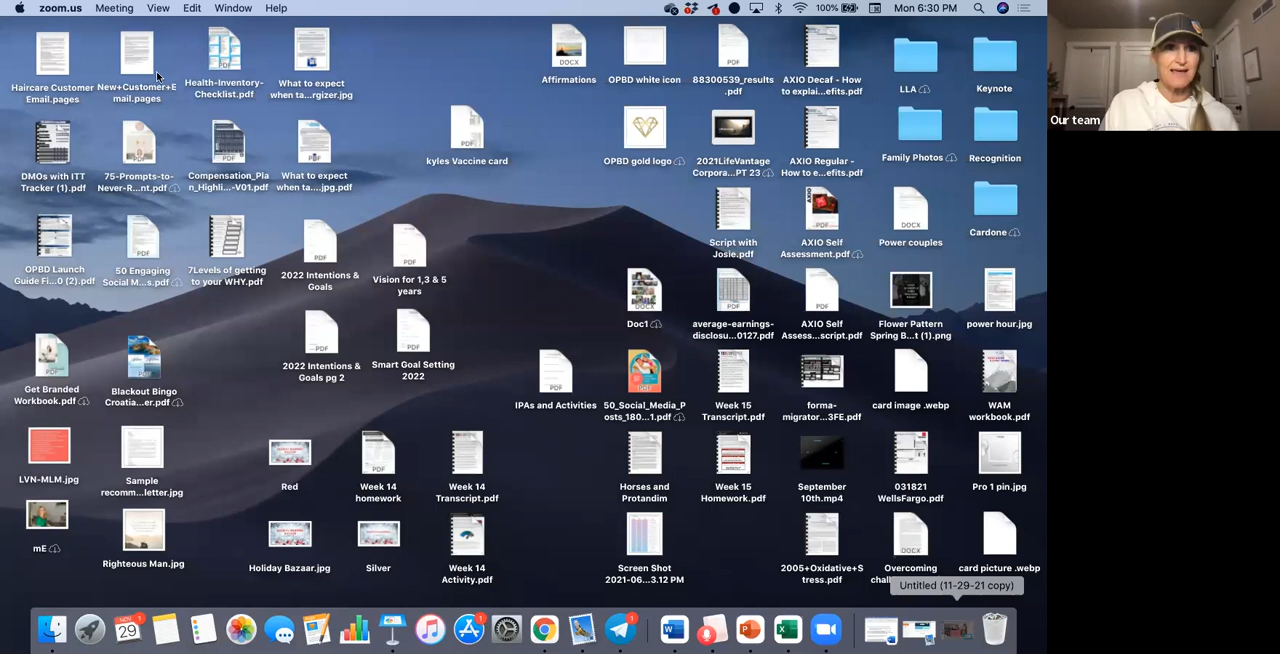 zoom.us Meeting View Edit Window Help
100% Mon 6:30 PM
Our team
Haircare Customer
Email.pages
New+Customer+E
mail.pages
Health-Inventory-
Checklist.pdf
What to expect
when ta...rgizer.jpg
Affirmations
OPBD white icon
88300539_results
.pdf
AXIO Decaf - How
to explai...efits.pdf
LLA
Keynote
DMOs with ITT
Tracker (1).pdf
75-Prompts-to-
Never-R...nt.pdf
Compensation_Pla
n_Highli...-V01.pdf
What to expect
when ta....jpg.pdf
kyles Vaccine card
OPBD gold logo
2021LifeVantage
Corpora...PT 23
AXIO Regular -
How to e...efits.pdf
Family Photos
Recognition
OPBD Launch
Guide Fi...0 (2).pdf
50 Engaging
Social M...s.pdf
7Levels of getting
to your WHY.pdf
2022 Intentions &
Goals
Vision for 1,3 & 5
years
Script with
Josie.pdf
AXIO Self
Assessment.pdf
Power couples
Cardone
Doc1
average-earnings-
disclosu...0127.pdf
AXIO Self
Assess...script.pdf
Flower Pattern
Spring B...t (1).png
power hour.jpg
Get Branded
Workbook.pdf
Blackout Bingo
Croatia...er.pdf
2022 Intentions &
Goals pg 2
Smart Goal Setting
2022
IPAs and Activities
50_Social_Media_P
osts_180...1.pdf
Week 15
Transcript.pdf
forma-
migrator...3FE.pdf
card image .webp
WAM
workbook.pdf
LVN-MLM.jpg
Sample
recomm...letter.jpg
Red
Week 14
homework
Week 14
Transcript.pdf
Horses and
Protandim
Week 15
Homework.pdf
September
10th.mp4
031821
WellsFargo.pdf
Pro 1 pin.jpg
mE
Righteous Man.jpg
Holiday Bazaar.jpg
Silver
Week 14
Activity.pdf
Screen Shot
2021-06...3.12 PM
2005+Oxidative+S
tress.pdf
Overcoming
card picture .webp
Untitled (11-29-21 copy)
NOV
29